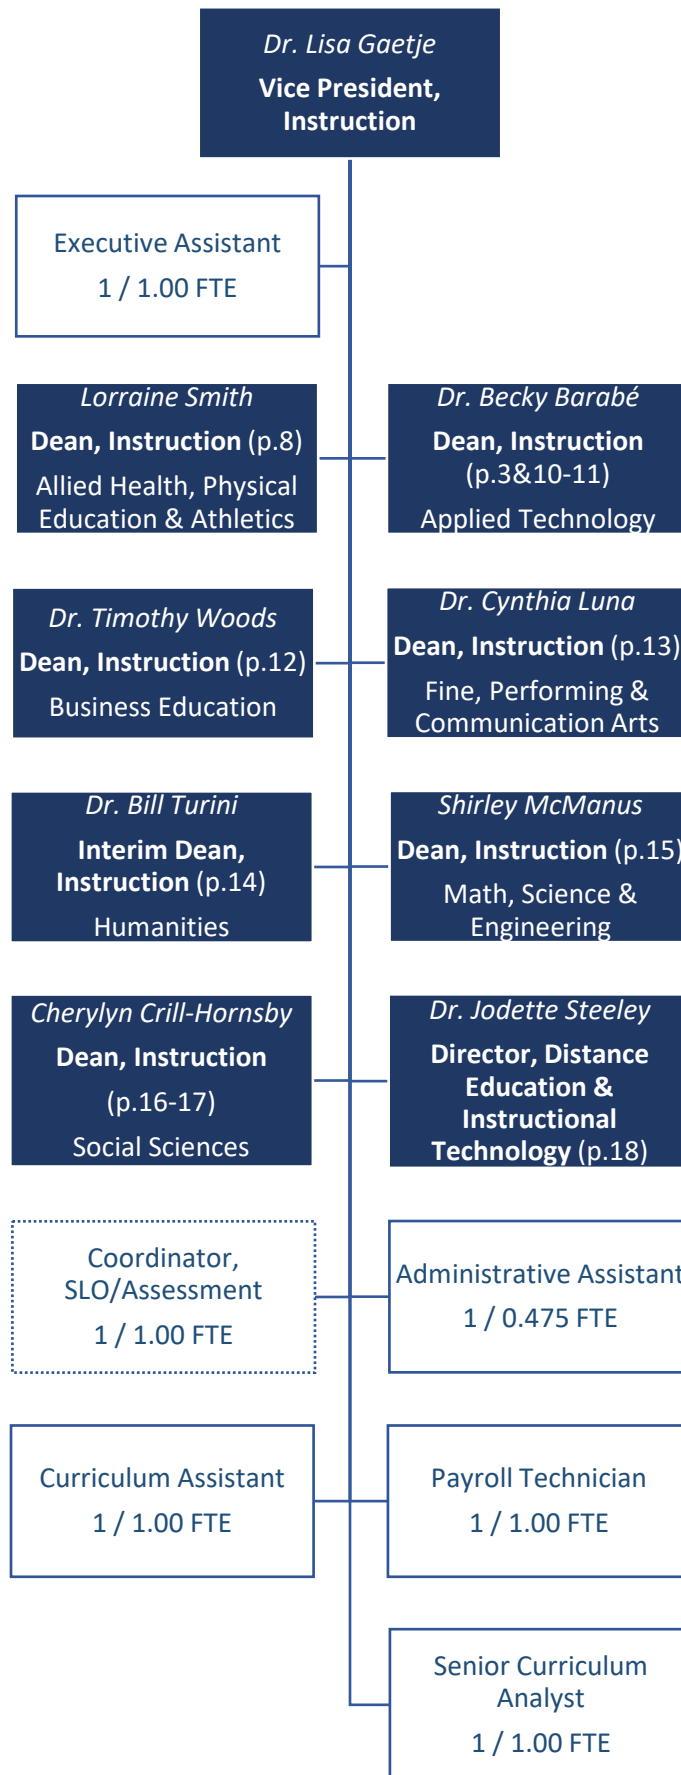 Dr. Lisa Gaetje
Vice President,
Instruction
Executive Assistant
1 / 1.00 FTE
Lorraine Smith
Dean, Instruction (p.8)
Allied Health, Physical
Education & Athletics
Dr. Becky Barabé
Dean, Instruction
(p.3&10-11)
Applied Technology
Dr. Timothy Woods
Dean, Instruction (p.12)
Business Education
Dr. Cynthia Luna
Dean, Instruction (p.13)
Fine, Performing &
Communication Arts
Dr. Bill Turini
Interim Dean,
Instruction (p.14)
Humanities
Shirley McManus
Dean, Instruction (p.15)
Math, Science &
Engineering
Cherylyn Crill-Hornsby
Dean, Instruction
(p.16-17)
Social Sciences
Dr. Jodette Steeley
Director, Distance
Education &
Instructional
Technology (p.18)
Coordinator,
SLO/Assessment
1 / 1.00 FTE
Administrative Assistant
1 / 0.475 FTE
Curriculum Assistant
1 / 1.00 FTE
Payroll Technician
1 / 1.00 FTE
Senior Curriculum
Analyst
1 / 1.00 FTE